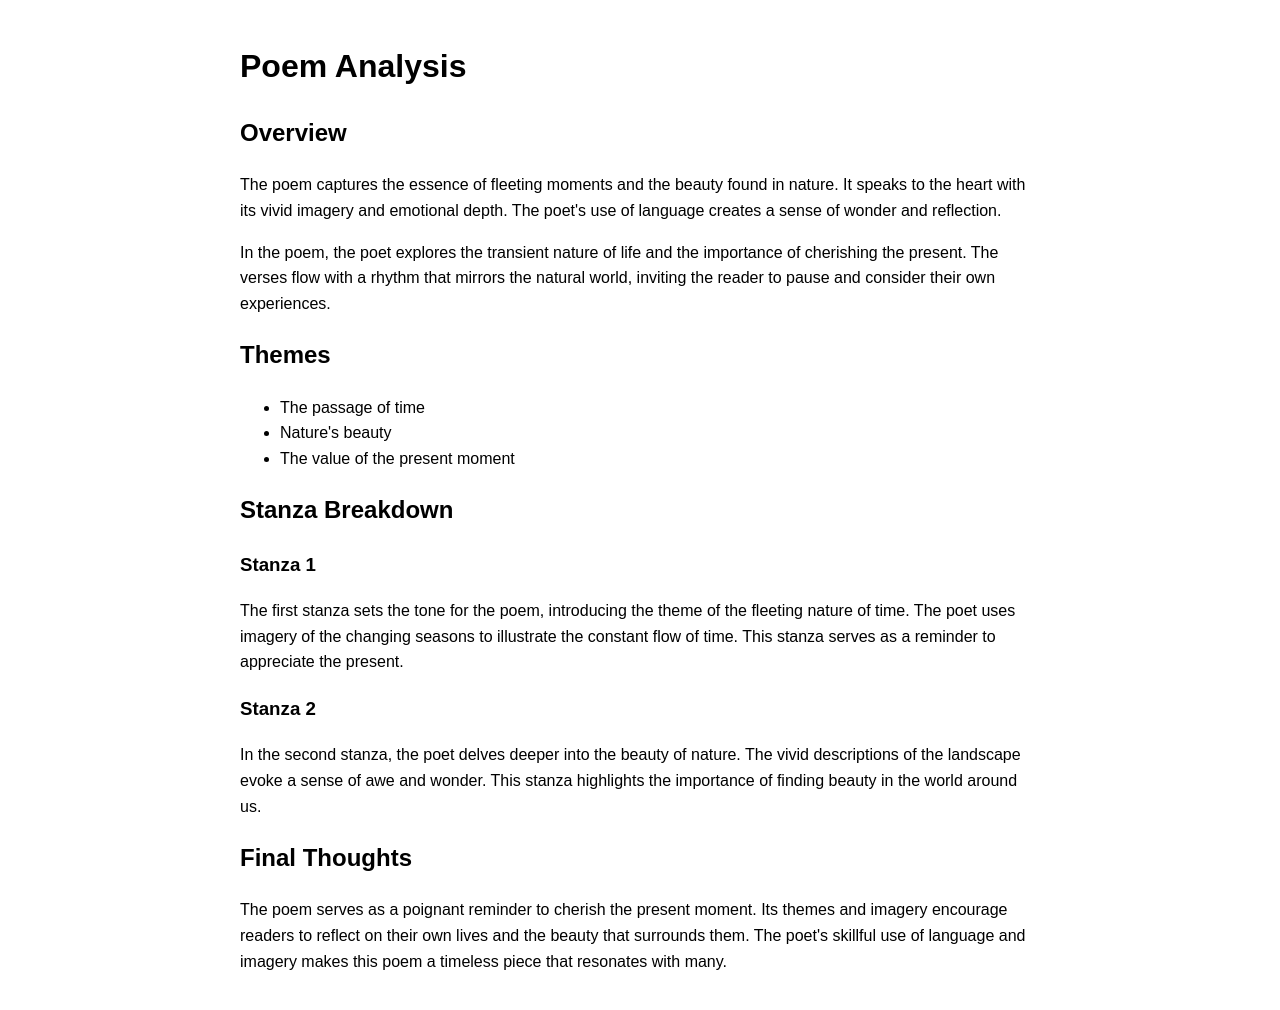 Poem Analysis
Overview
The poem captures the essence of fleeting moments and the beauty found in nature. It speaks to the heart with
its vivid imagery and emotional depth. The poet's use of language creates a sense of wonder and reflection.
In the poem, the poet explores the transient nature of life and the importance of cherishing the present. The
verses flow with a rhythm that mirrors the natural world, inviting the reader to pause and consider their own
experiences.
Themes
• The passage of time
• Nature's beauty
• The value of the present moment
Stanza Breakdown
Stanza 1
The first stanza sets the tone for the poem, introducing the theme of the fleeting nature of time. The poet uses
imagery of the changing seasons to illustrate the constant flow of time. This stanza serves as a reminder to
appreciate the present.
Stanza 2
In the second stanza, the poet delves deeper into the beauty of nature. The vivid descriptions of the landscape
evoke a sense of awe and wonder. This stanza highlights the importance of finding beauty in the world around
us.
Final Thoughts
The poem serves as a poignant reminder to cherish the present moment. Its themes and imagery encourage
readers to reflect on their own lives and the beauty that surrounds them. The poet's skillful use of language and
imagery makes this poem a timeless piece that resonates with many.